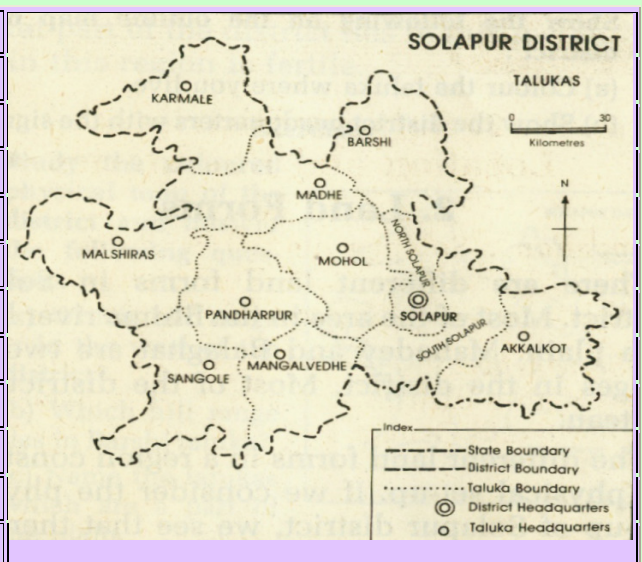 SOLAPUR DISTRICT
TALUKAS
0 30
Kilometres
N
KARMALE
BARSHI
MADHE
MALSHIRAS
MOHOL
NORTH SOLAPUR
PANDHARPUR
SOLAPUR
SOUTH SOLAPUR
AKKALKOT
SANGOLE
MANGALVEDHE
Index
State Boundary
District Boundary
Taluka Boundary
District Headquarters
Taluka Headquarters